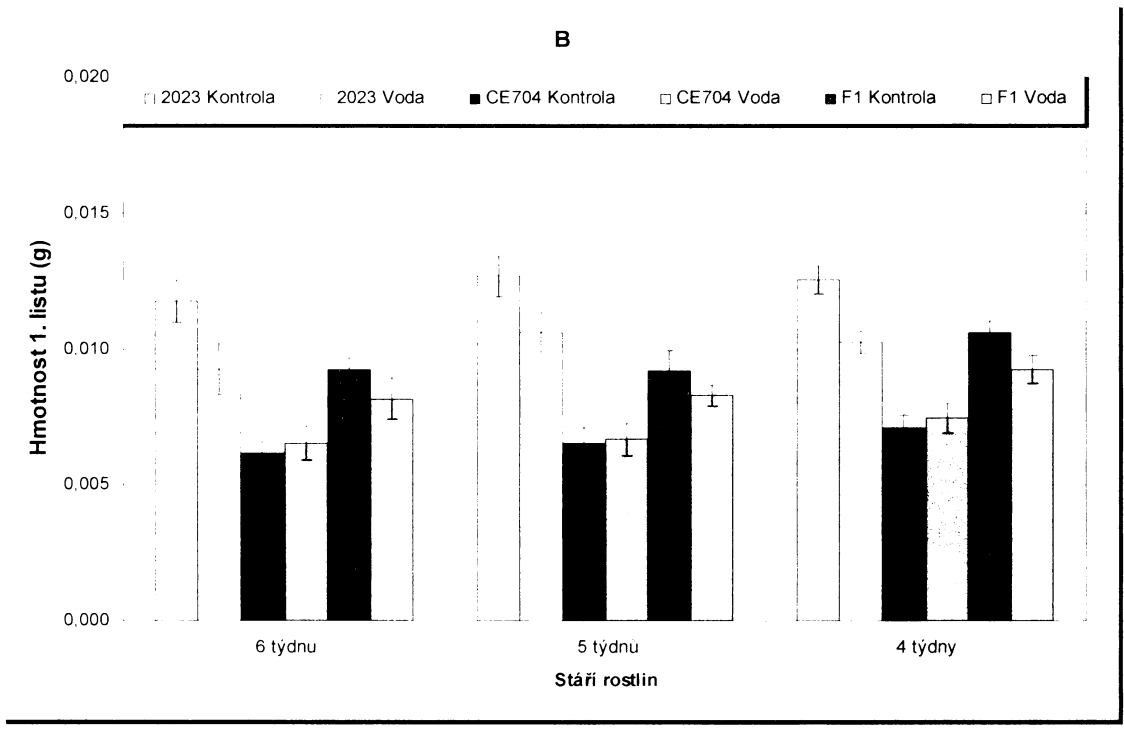 B
0,020
2023 Kontrola 2023 Voda CE704 Kontrola CE704 Voda F1 Kontrola F1 Voda
0,015
0,010
0,005
0,000
Hmotnost 1. listu (g)
6 týdnu 5 týdnů 4 týdny
Stáří rostlin